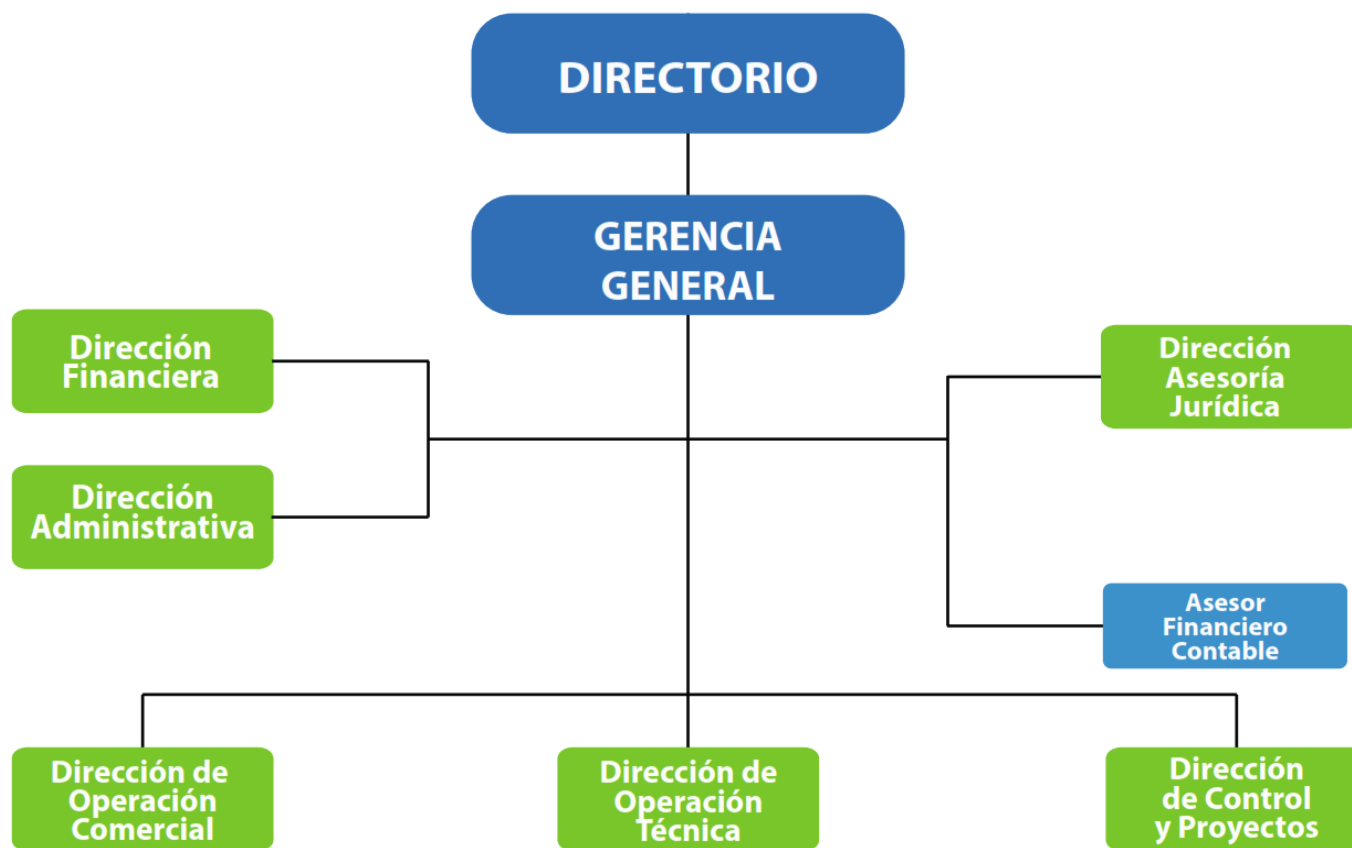 DIRECTORIO
GERENCIA
GENERAL
Dirección
Financiera
Dirección
Asesoría
Jurídica
Dirección
Administrativa
Asesor
Financiero
Contable
Dirección de
Operación
Comercial
Dirección de
Operación
Técnica
Dirección
de Control
y Proyectos